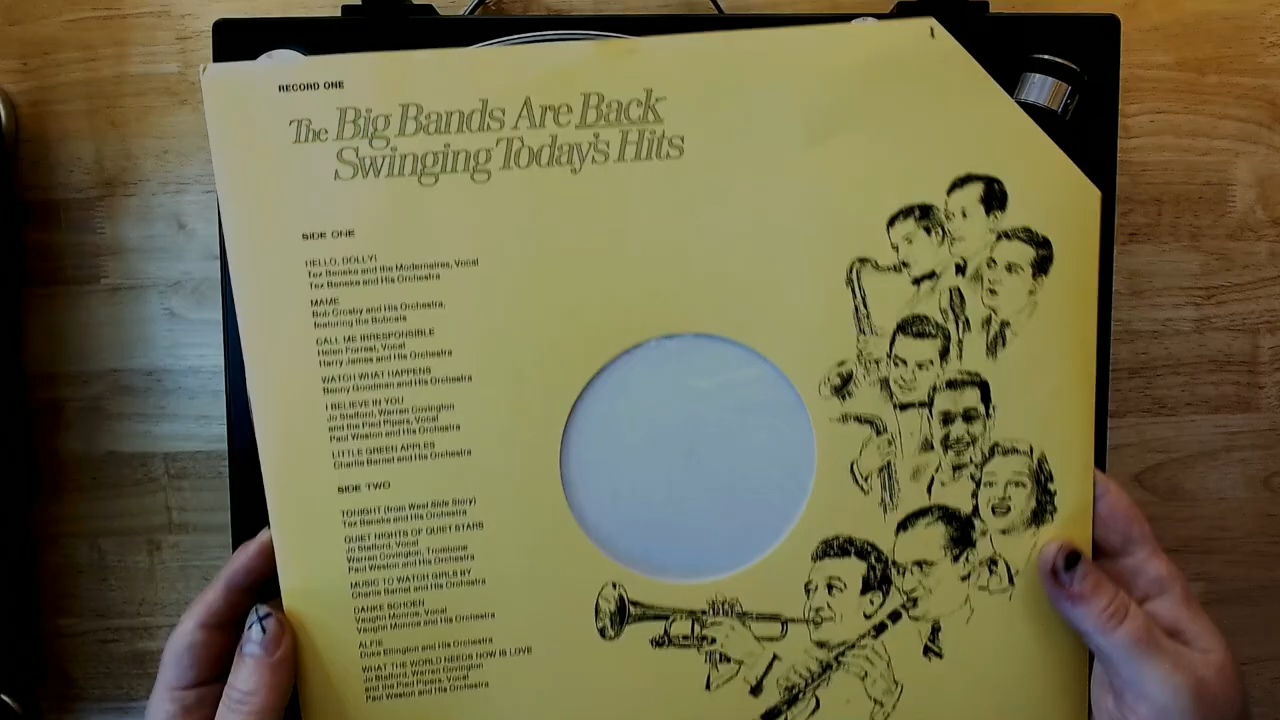 RECORD ONE
1
The Big Bands Are Back
Swinging Today's Hits
SIDE ONE
HELLO, DOLLY!
Tex Beneke and the Modernaires, Vocal
Tex Beneke and His Orchestra
MAME
Bob Crosby and His Orchestra,
featuring the Bobcats
CALL ME IRRESPONSIBLE
Helen Forrest, Vocal
Harry James and His Orchestra
WATCH WHAT HAPPENS
Benny Goodman and His Orchestra
I BELIEVE IN YOU
Jo Stafford, Warren Covington
and the Pied Pipers, Vocal
Paul Weston and His Orchestra
LITTLE GREEN APPLES
Charlie Barnet and His Orchestra
SIDE TWO
TONIGHT (from West Side Story)
Tex Beneke and His Orchestra
QUIET NIGHTS OF QUIET STARS
Jo Stafford, Vocal
Warren Covington, Trombone
Paul Weston and His Orchestra
MUSIC TO WATCH GIRLS BY
Charlie Barnet and His Orchestra
DANKE SCHOEN
Vaughn Monroe, Vocal
Vaughn Monroe and His Orchestra
ALFIE
Duke Ellington and His Orchestra
WHAT THE WORLD NEEDS NOW IS LOVE
Jo Stafford, Warren Covington
and the Pied Pipers, Vocal
Paul Weston and His Orchestra